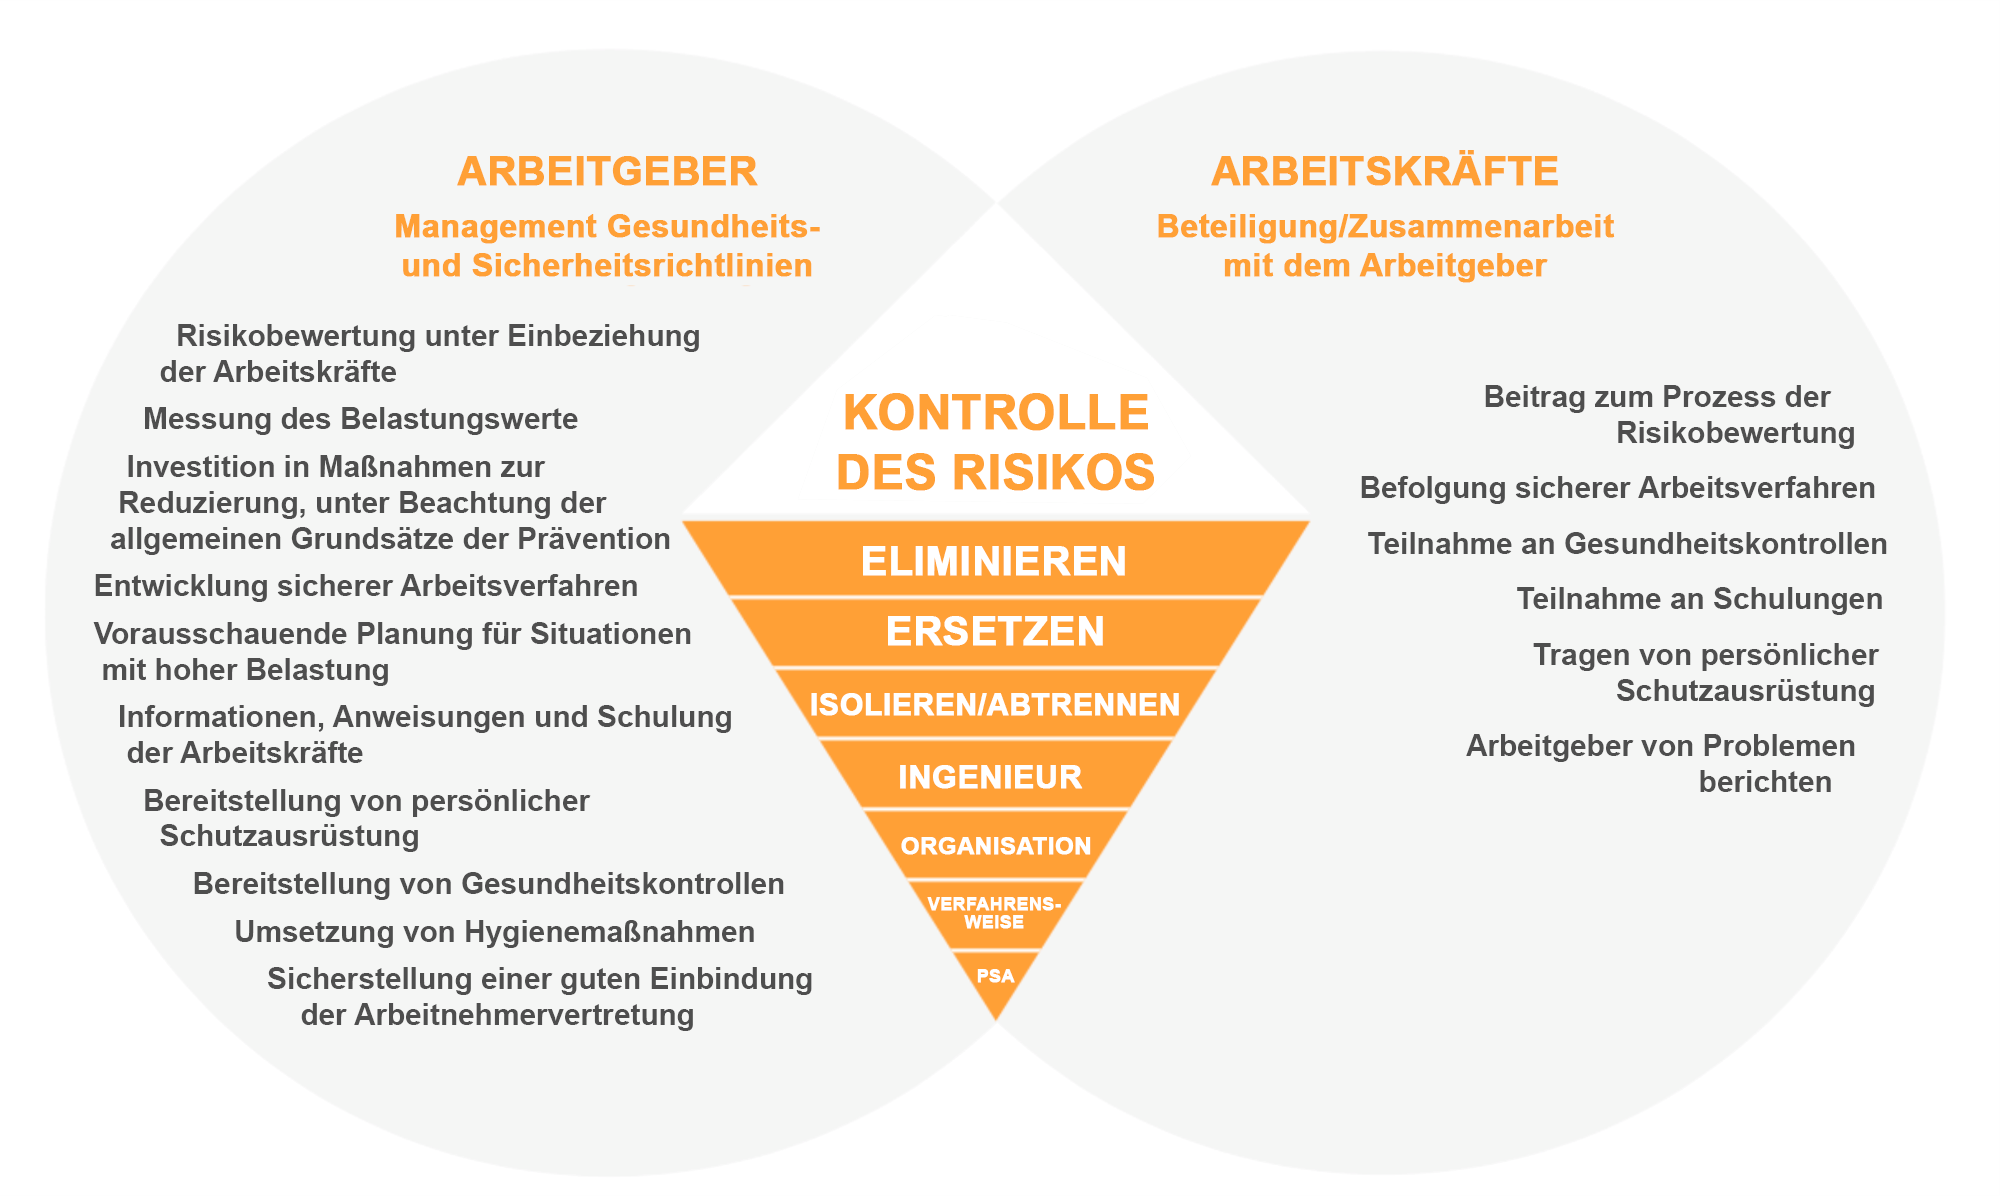 ARBEITGEBER
Management Gesundheits-
und Sicherheitsrichtlinien
Risikobewertung unter Einbeziehung
der Arbeitskräfte
Messung des Belastungswerte
Investition in Maßnahmen zur
Reduzierung, unter Beachtung der
allgemeinen Grundsätze der Prävention
Entwicklung sicherer Arbeitsverfahren
Vorausschauende Planung für Situationen
mit hoher Belastung
Informationen, Anweisungen und Schulung
der Arbeitskräfte
Bereitstellung von persönlicher
Schutzausrüstung
Bereitstellung von Gesundheitskontrollen
Umsetzung von Hygienemaßnahmen
Sicherstellung einer guten Einbindung
der Arbeitnehmervertretung
KONTROLLE
DES RISIKOS
ELIMINIEREN
ERSETZEN
ISOLIEREN/ABTRENNEN
INGENIEUR
ORGANISATION
VERFAHRENS-
WEISE
PSA
ARBEITSKRÄFTE
Beteiligung/Zusammenarbeit
mit dem Arbeitgeber
Beitrag zum Prozess der
Risikobewertung
Befolgung sicherer Arbeitsverfahren
Teilnahme an Gesundheitskontrollen
Teilnahme an Schulungen
Tragen von persönlicher
Schutzausrüstung
Arbeitgeber von Problemen
berichten